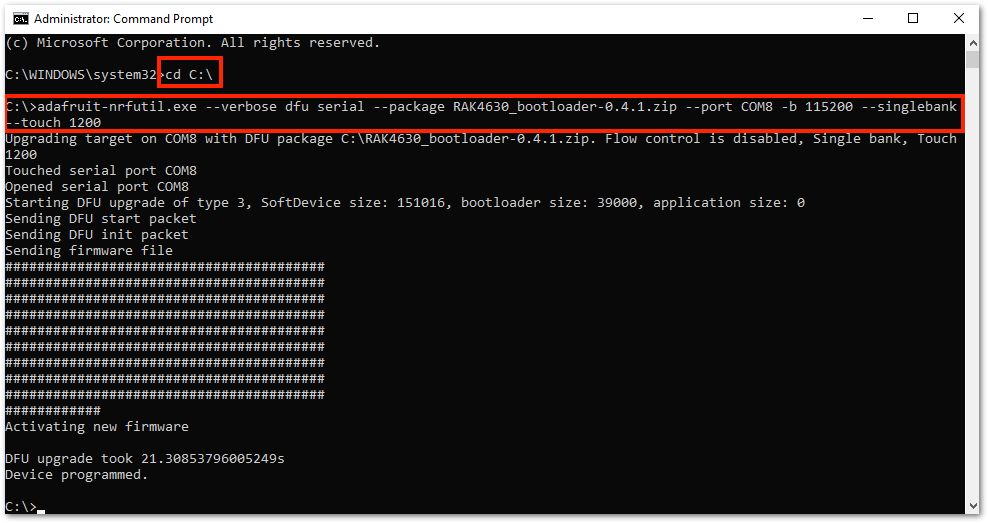 Administrator: Command Prompt
(c) Microsoft Corporation. All rights reserved.
C:\WINDOWS\system32>cd C:\
C:\>adafruit-nrfutil.exe --verbose dfu serial --package RAK4630_bootloader-0.4.1.zip --port COM8 -b 115200 --singlebank
--touch 1200
Upgrading target on COM8 with DFU package C:\RAK4630_bootloader-0.4.1.zip. Flow control is disabled, Single bank, Touch
1200
Touched serial port COM8
Opened serial port COM8
Starting DFU upgrade of type 3, SoftDevice size: 151016, bootloader size: 39000, application size: 0
Sending DFU start packet
Sending DFU init packet
Sending firmware file
########################################
########################################
########################################
########################################
########################################
########################################
########################################
########################################
########################################
############
Activating new firmware
DFU upgrade took 21.30853796005249s
Device programmed.
C:\>